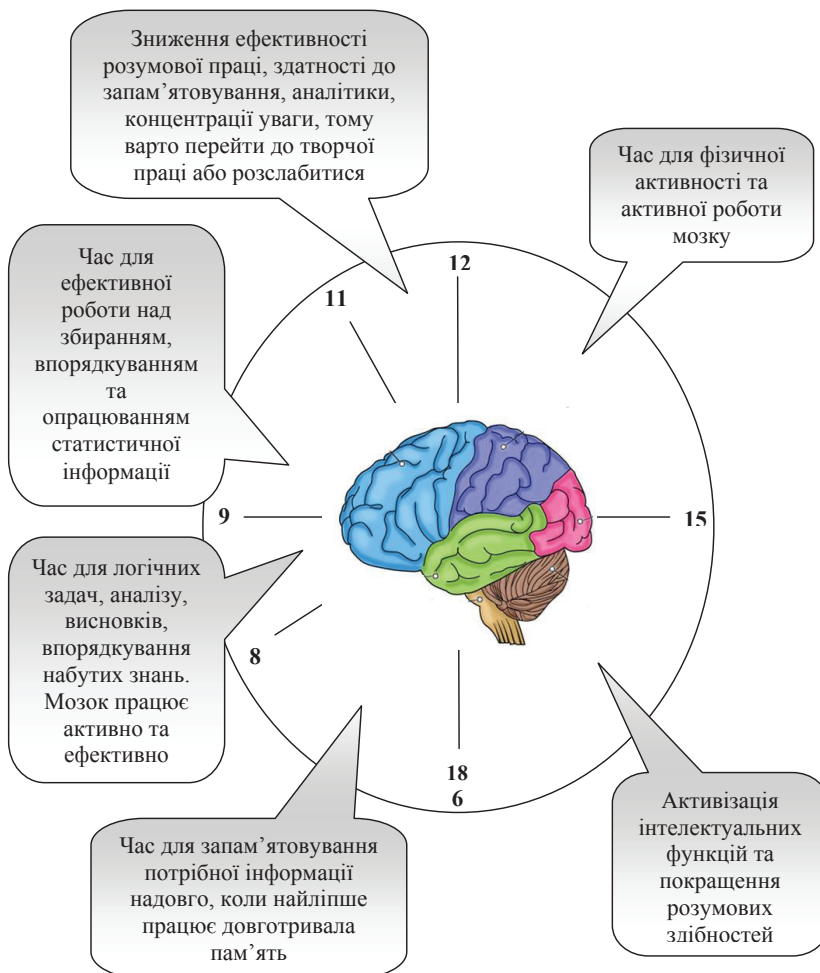 Зниження ефективності
розумової праці, здатності до
запам’ятовування, аналітики,
концентрації уваги, тому
варто перейти до творчої
праці або розслабитися
Час для фізичної
активності та
активної роботи
мозку
Час для
ефективної
роботи над
збиранням,
впорядкуванням
та
опрацюванням
статистичної
інформації
12
11
9
15
Час для логічних
задач, аналізу,
висновків,
впорядкування
набутих знань.
Мозок працює
активно та
ефективно
8
18
6
Час для запам’ятовування
потрібної інформації
надовго, коли найліпше
працює довготривала
пам’ять
Активізація
інтелектуальних
функцій та
покращення
розумових
здібностей